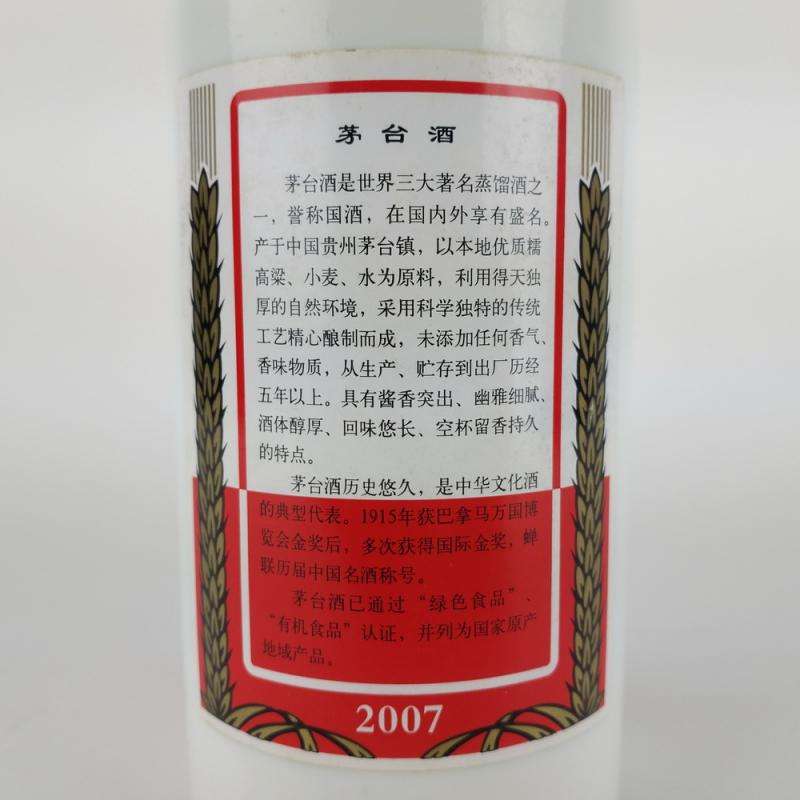 茅台酒
茅台酒是世界三大著名蒸馏酒之
一，誉称国酒，在国内外享有盛名。
产于中国贵州茅台镇，以本地优质糯
高粱、小麦、水为原料，利用得天独
厚的自然环境，采用科学独特的传统
工艺精心酿制而成，未添加任何香气、
香味物质，从生产、贮存到出厂历经
五年以上。具有酱香突出、幽雅细腻、
酒体醇厚、回味悠长、空杯留香持久
的特点。
茅台酒历史悠久，是中华文化酒
的典型代表。1915年获巴拿马万国博
览会金奖后，多次获得国际金奖，蝉
联历届中国名酒称号。
茅台酒已通过“绿色食品”、
“有机食品”认证，并列为国家原产
地域产品。
2007